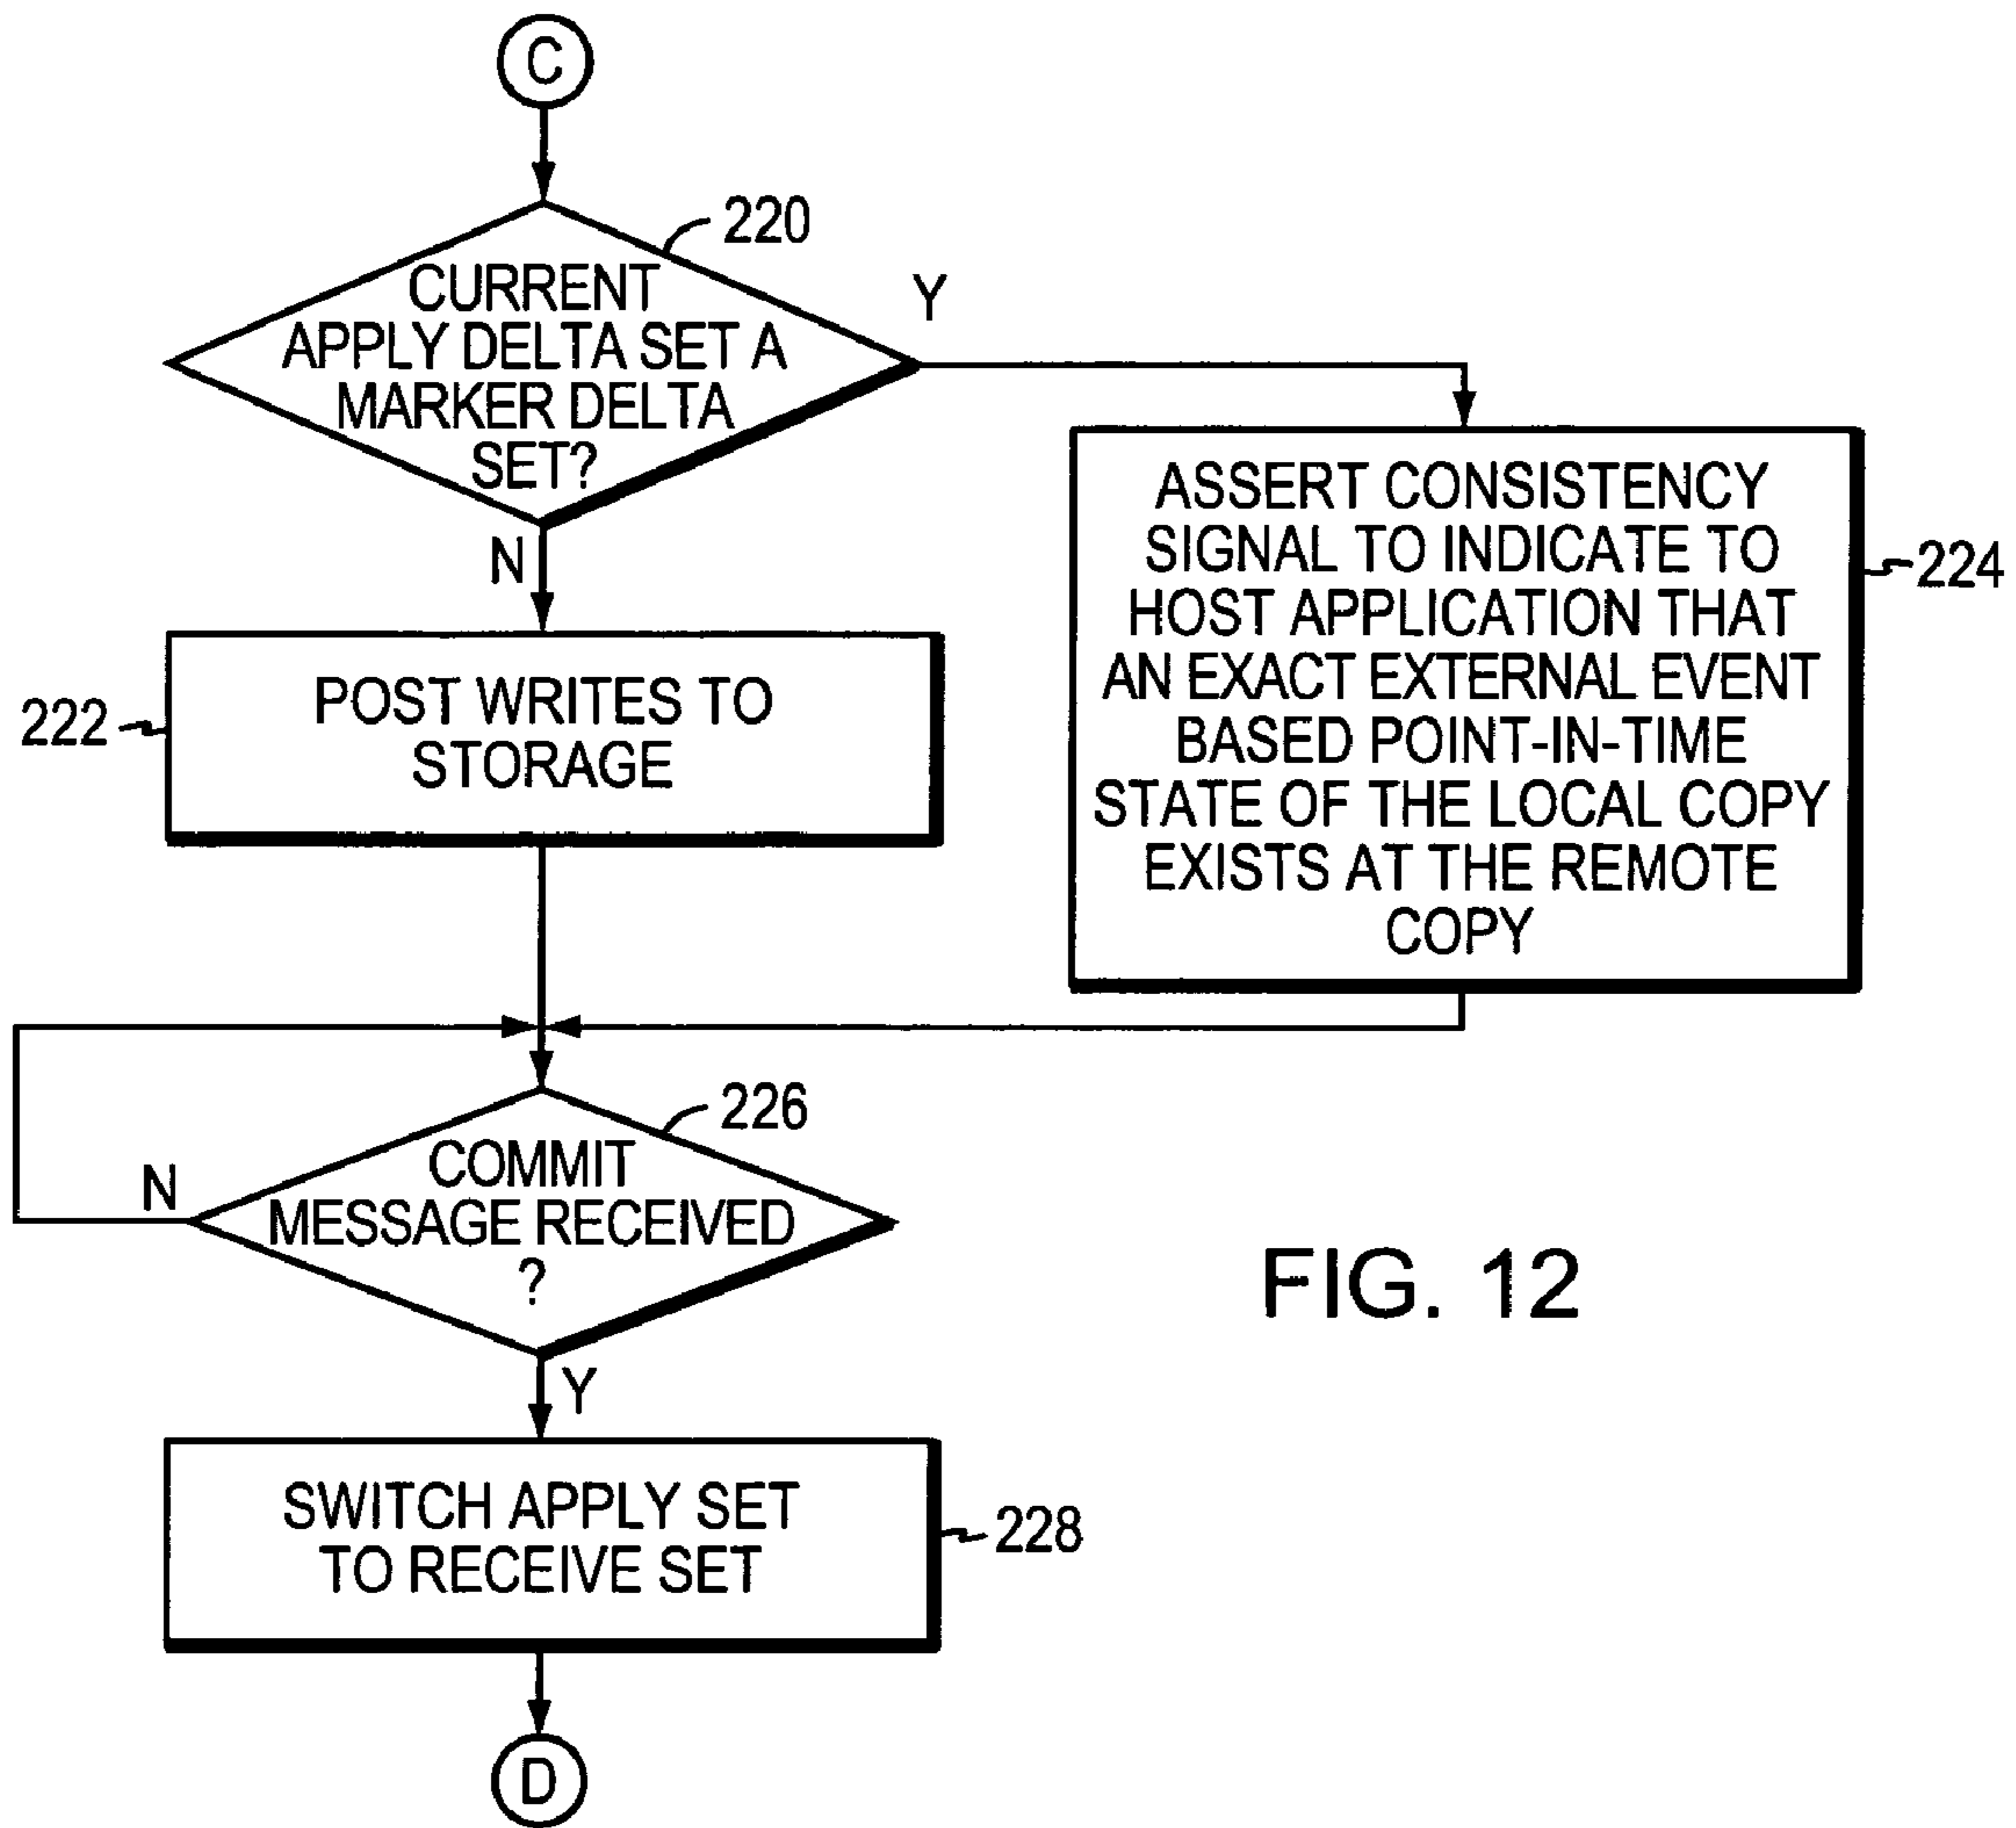 C
220
CURRENT
APPLY DELTA SET A
MARKER DELTA
SET?
Y
N
222
POST WRITES TO
STORAGE
ASSERT CONSISTENCY
SIGNAL TO INDICATE TO
HOST APPLICATION THAT
AN EXACT EXTERNAL EVENT
BASED POINT-IN-TIME
STATE OF THE LOCAL COPY
EXISTS AT THE REMOTE
COPY
224
226
COMMIT
MESSAGE RECEIVED
?
N
Y
SWITCH APPLY SET
TO RECEIVE SET
228
D
FIG. 12